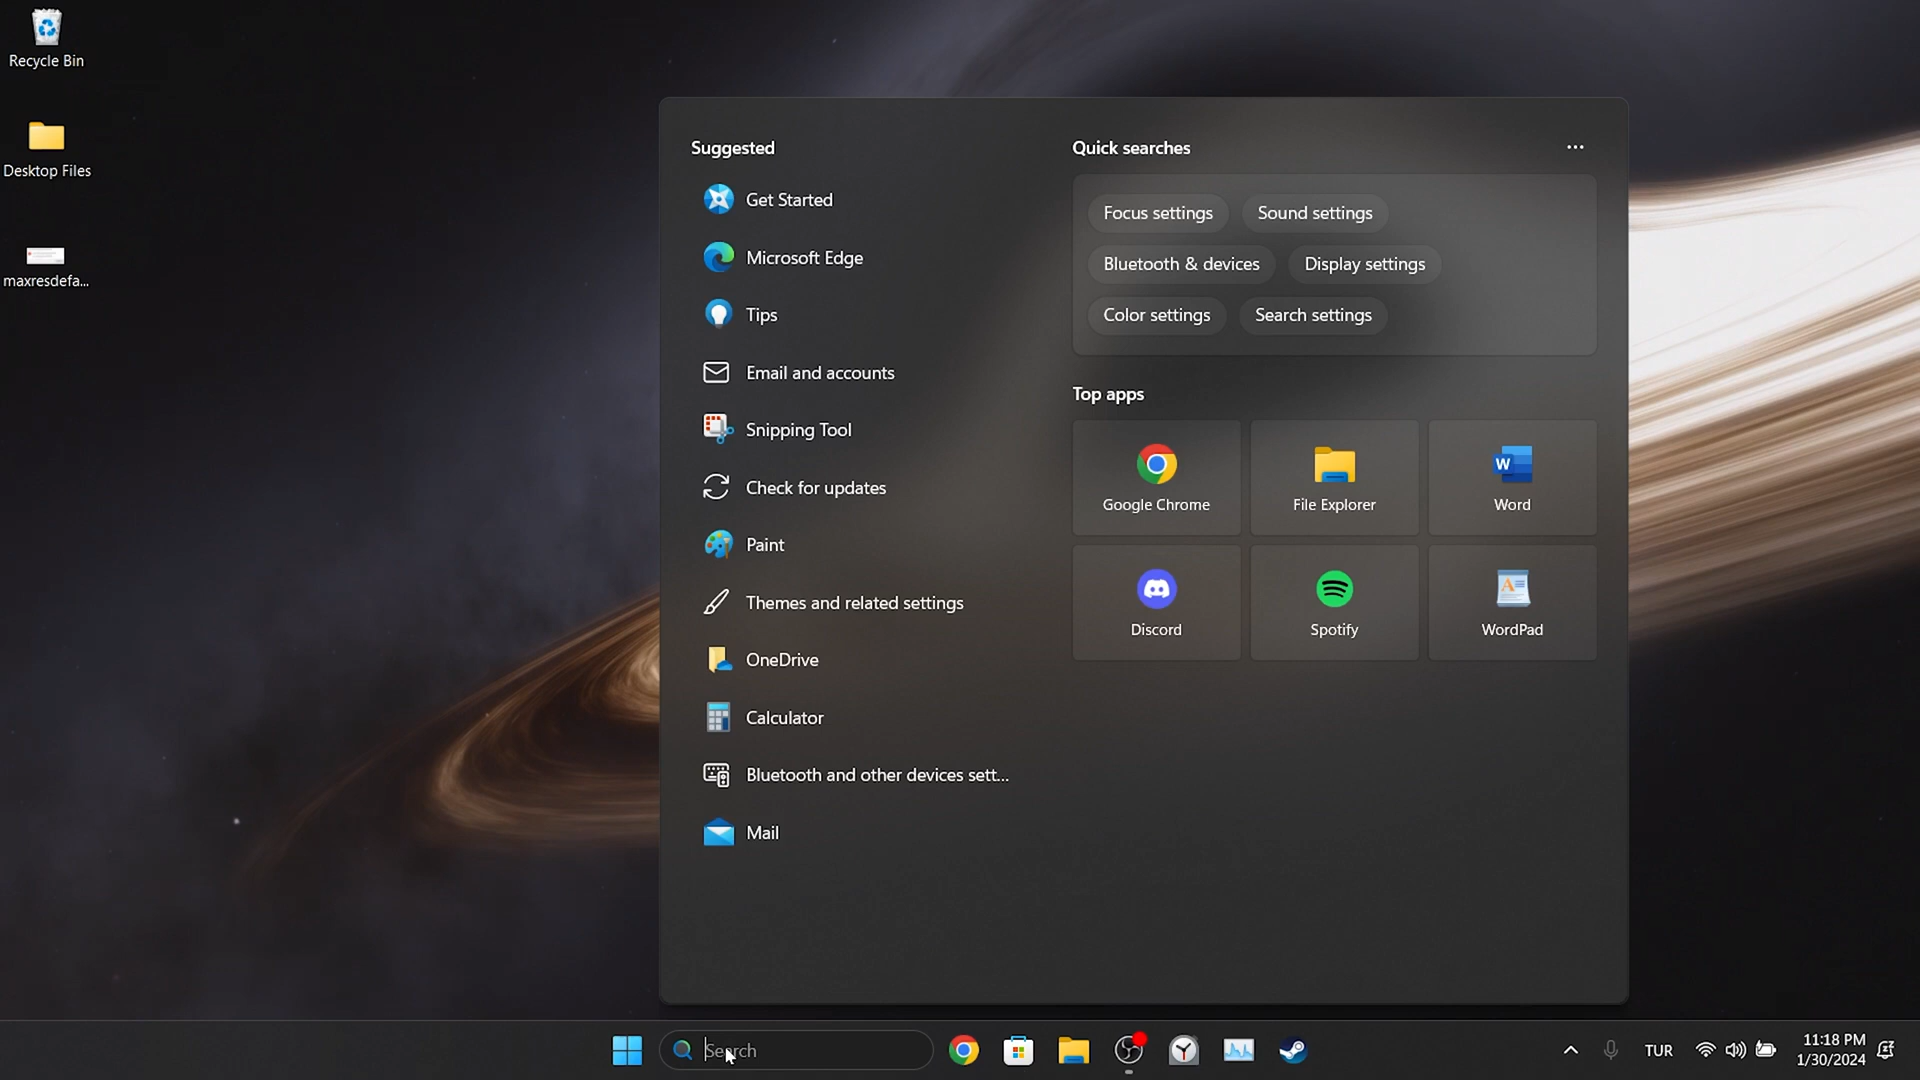 Recycle Bin
Desktop Files
maxresdefa...
Suggested
Get Started
Microsoft Edge
Tips
Email and accounts
Snipping Tool
Check for updates
Paint
Themes and related settings
OneDrive
Calculator
Bluetooth and other devices sett...
Mail
Quick searches
Focus settings
Sound settings
Bluetooth & devices
Display settings
Color settings
Search settings
Top apps
Google Chrome
File Explorer
Word
Discord
Spotify
WordPad
Search
TUR
11:18 PM
1/30/2024